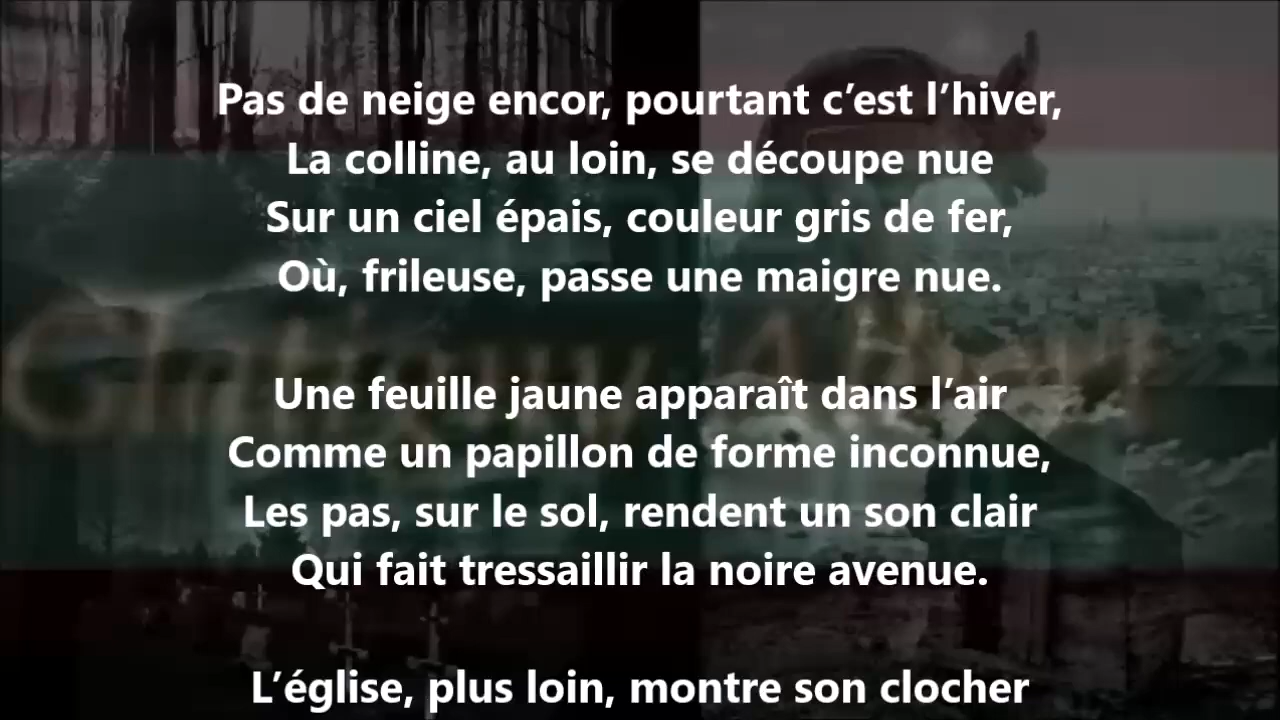 Pas de neige encor, pourtant c’est l’hiver,
La colline, au loin, se découpe nue
Sur un ciel épais, couleur gris de fer,
Où, frileuse, passe une maigre nue.
Une feuille jaune apparaît dans l’air
Comme un papillon de forme inconnue,
Les pas, sur le sol, rendent un son clair
Qui fait tressaillir la noire avenue.
L’église, plus loin, montre son clocher